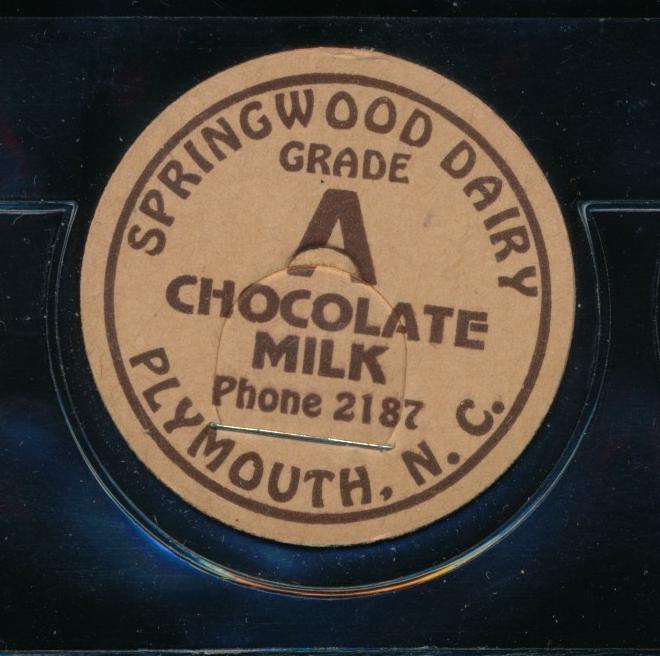 SPRINGWOOD DAIRY
GRADE
A
CHOCOLATE
MILK
Phone 2187
PLYMOUTH, N. C.